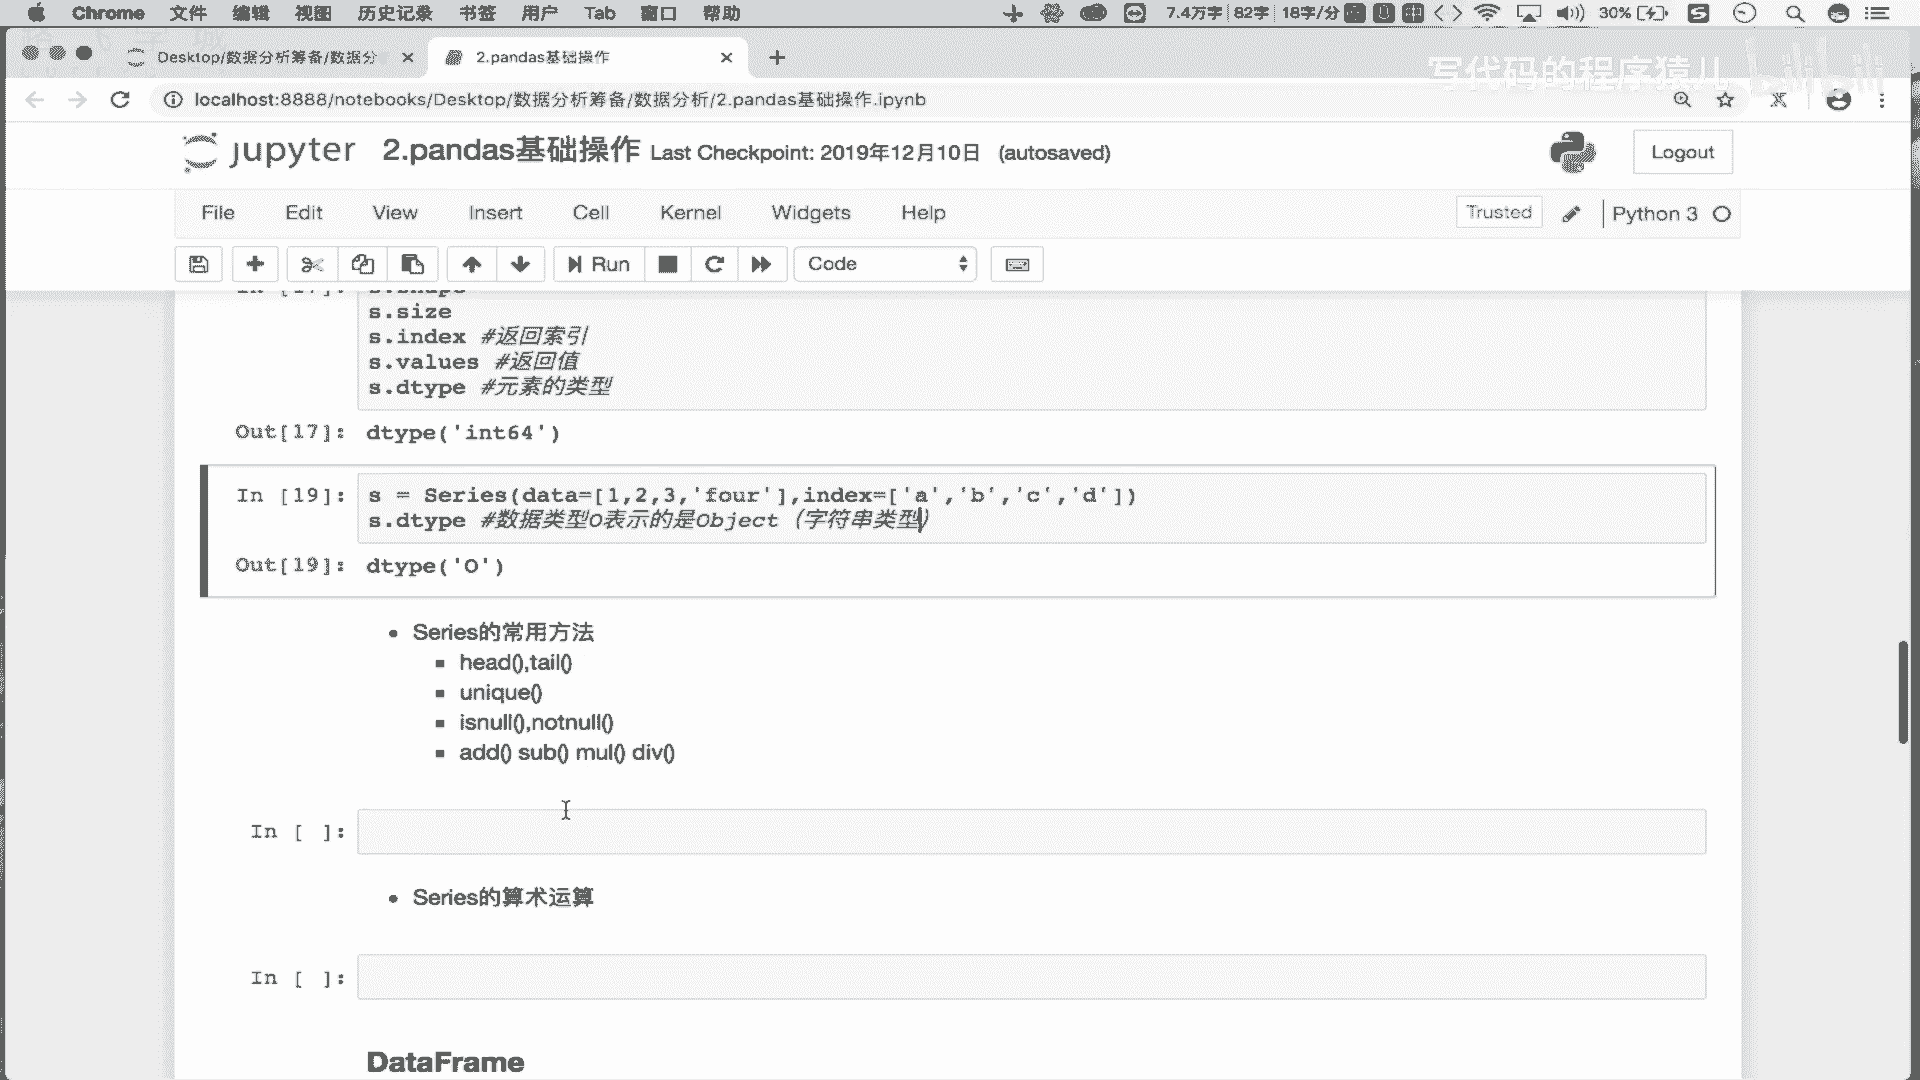 Chrome 文件 编辑 视图 历史记录 书签 用户 Tab 窗口 帮助 7.4万字 82字 18字/分 30%
Desktop/数据分析筹备/数据分 2.pandas基础操作
写代码的程序猿儿 bilibili
localhost:8888/notebooks/Desktop/数据分析筹备/数据分析/2.pandas基础操作.ipynb
jupyter 2.pandas基础操作 Last Checkpoint: 2019年12月10日 (autosaved) Logout
File Edit View Insert Cell Kernel Widgets Help Trusted Python 3
Run Code
s.size
s.index #返回索引
s.values #返回值
s.dtype #元素的类型
Out[17]: dtype('int64')
In [19]: s = Series(data=[1,2,3,'four'],index=['a','b','c','d'])
s.dtype #数据类型O表示的是Object（字符串类型）
Out[19]: dtype('O')
Series的常用方法
head(),tail()
unique()
isnull(),notnull()
add() sub() mul() div()
In [ ]:
Series的算术运算
In [ ]:
DataFrame